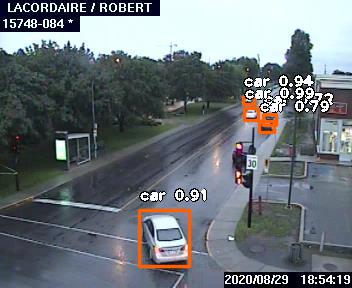 LACORDAIRE / ROBERT
15748-084 *
car 0.94
car 0.99
car 0.79
30
car 0.91
2020/08/29 18:54:19